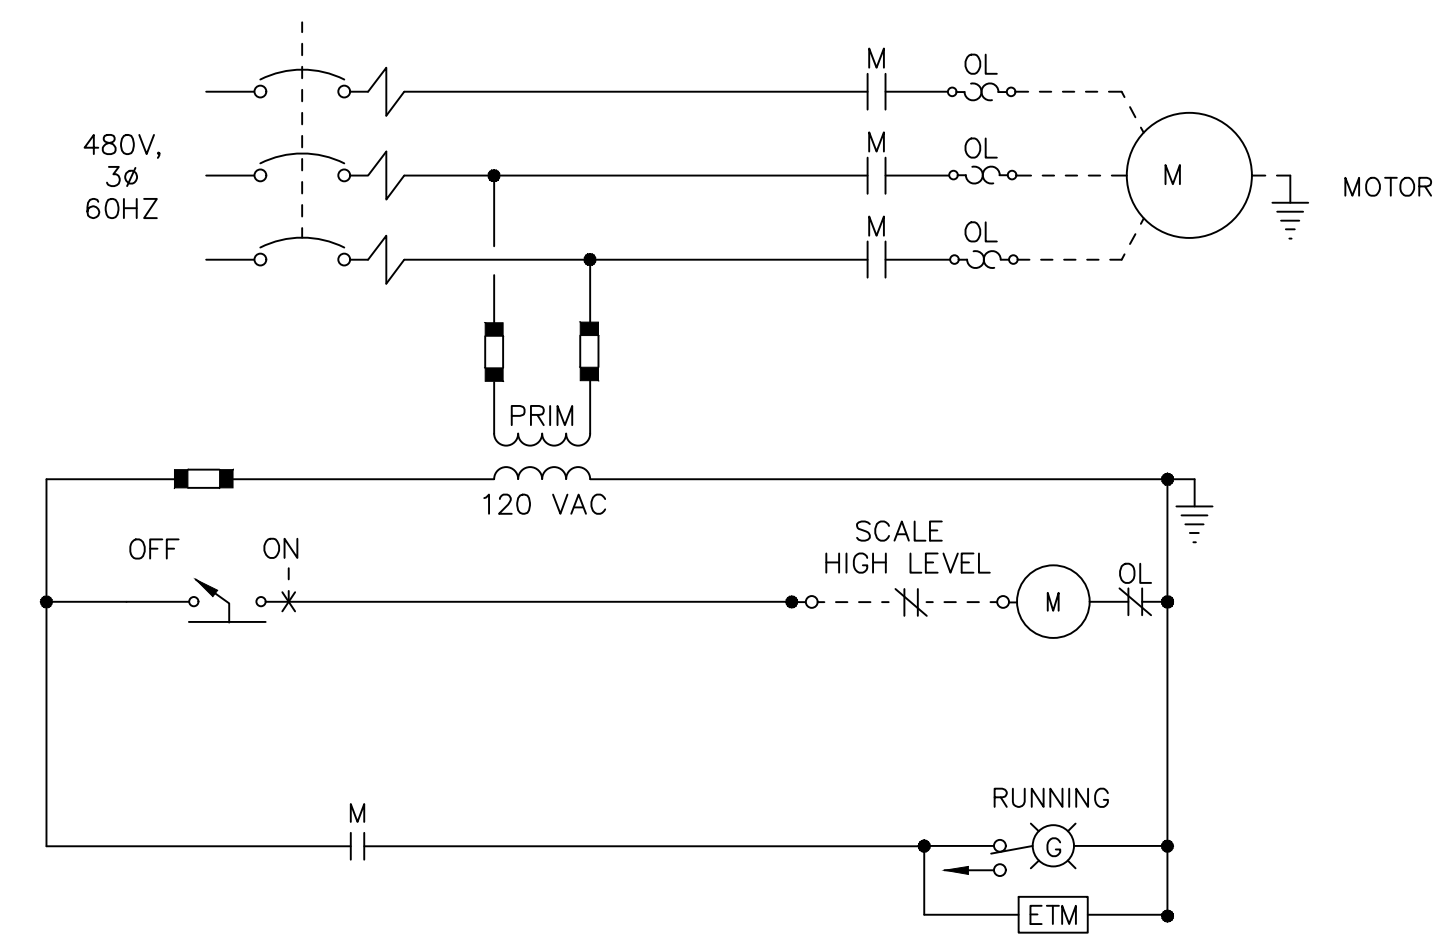 M
OL
480V,
3ø
60HZ
M
OL
M
MOTOR
M
OL
PRIM
120 VAC
OFF
ON
SCALE
HIGH LEVEL
M
OL
M
RUNNING
G
ETM